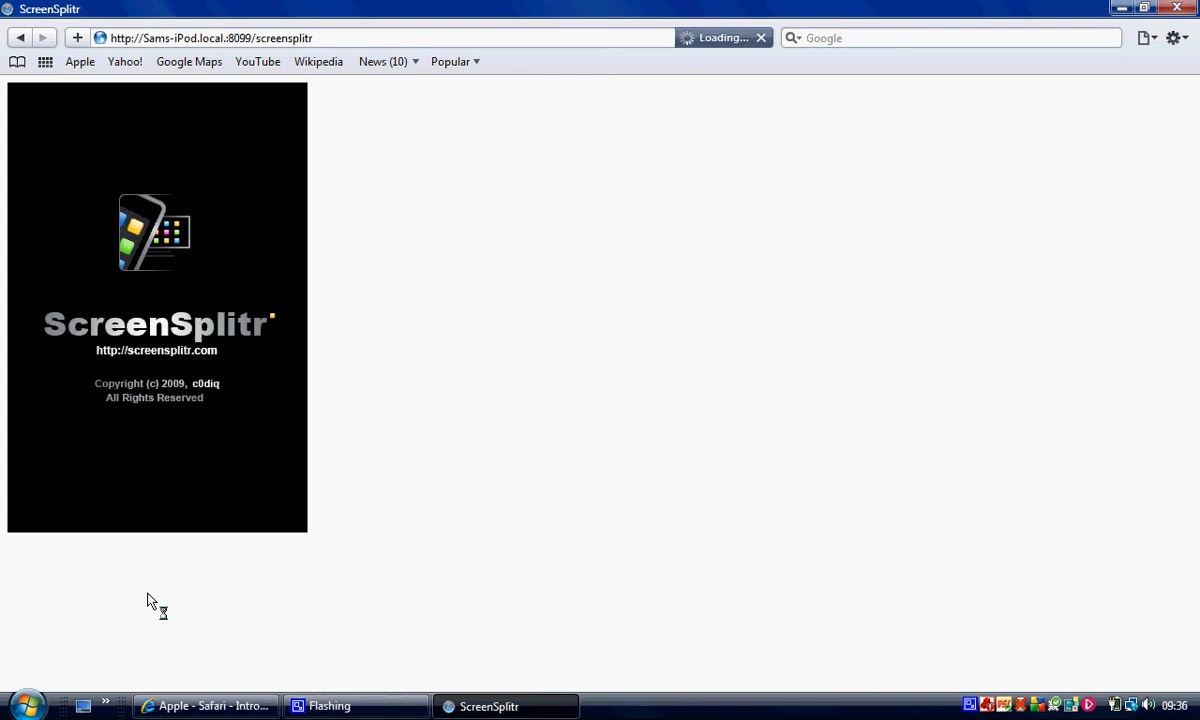 ScreenSplitr
http://Sams-iPod.local.:8099/screensplitr
Loading...
Google
Apple
Yahoo!
Google Maps
YouTube
Wikipedia
News (10)
Popular
ScreenSplitr
http://screensplitr.com
Copyright (c) 2009, c0diq
All Rights Reserved
Apple - Safari - Intro...
Flashing
ScreenSplitr
09:36